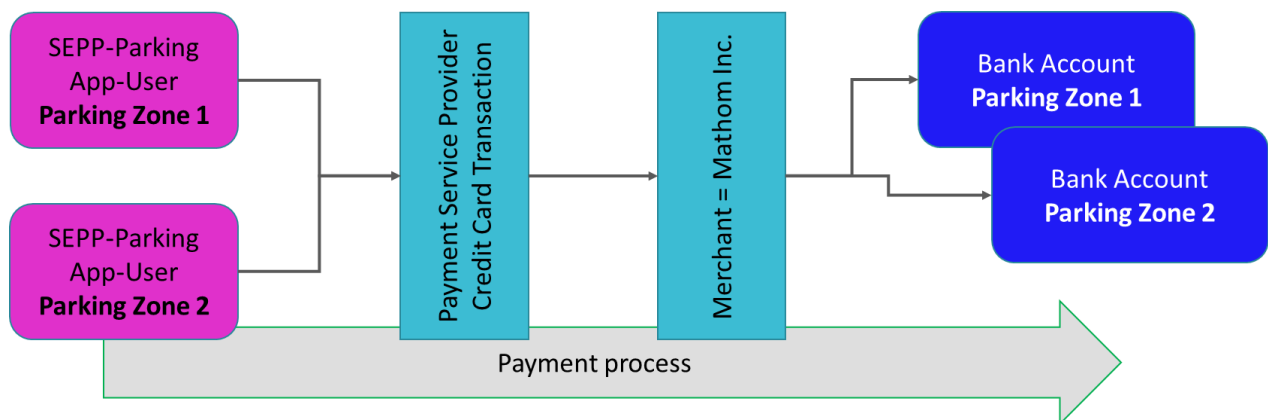 SEPP-Parking
App-User
Parking Zone 1
SEPP-Parking
App-User
Parking Zone 2
Payment Service Provider
Credit Card Transaction
Merchant = Mathom Inc.
Bank Account
Parking Zone 1
Bank Account
Parking Zone 2
Payment process